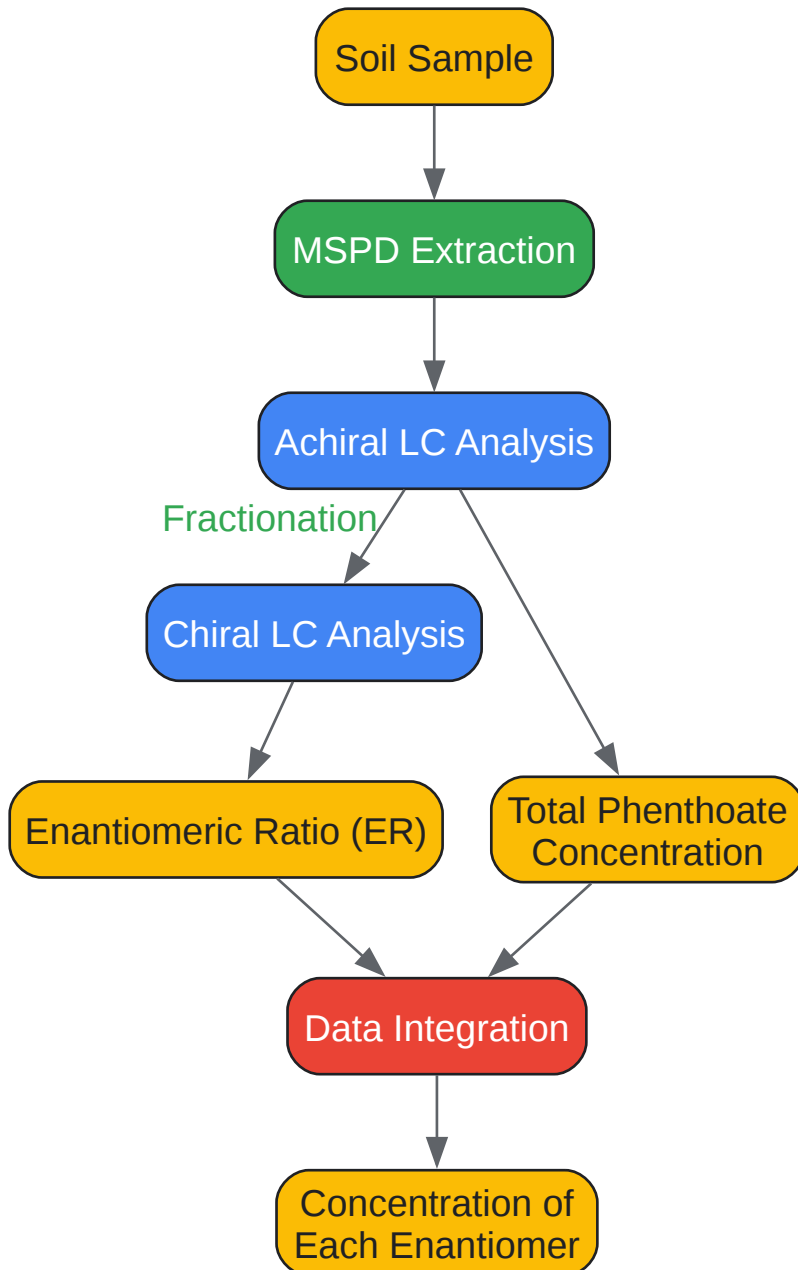 Soil Sample
MSPD Extraction
Achiral LC Analysis
Fractionation
Chiral LC Analysis
Enantiomeric Ratio (ER)
Total Phenthoate
Concentration
Data Integration
Concentration of
Each Enantiomer